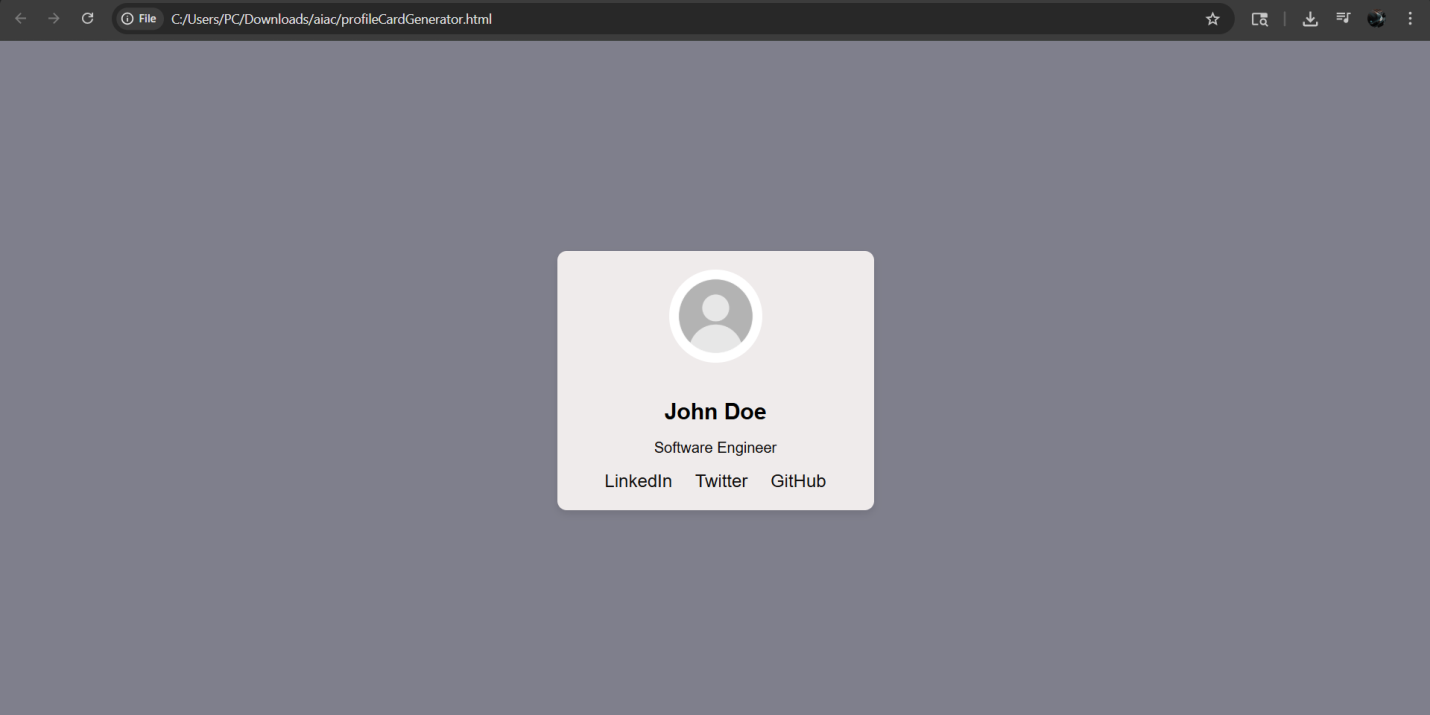 File C:/Users/PC/Downloads/aiac/profileCardGenerator.html
John Doe
Software Engineer
LinkedIn Twitter GitHub